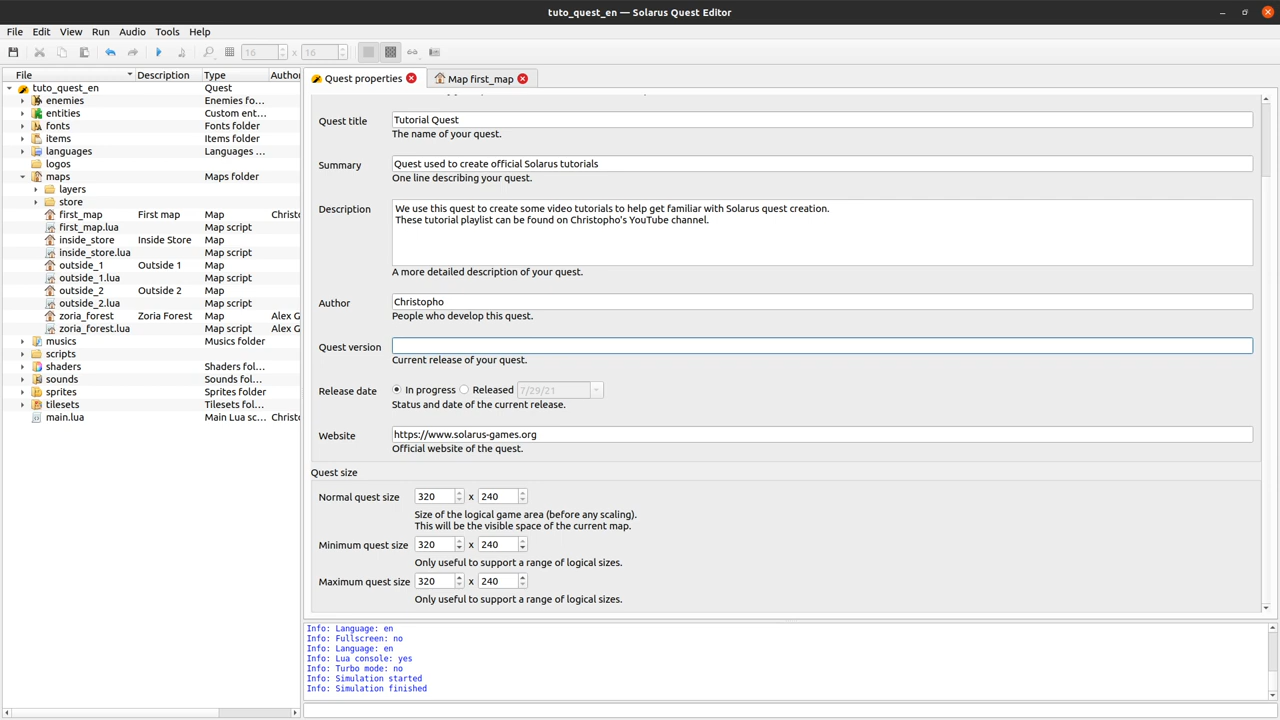 tuto_quest_en — Solarus Quest Editor
File Edit View Run Audio Tools Help
16 x 16
File Description Type Author
tuto_quest_en Quest
enemies Enemies fo...
entities Custom ent...
fonts Fonts folder
items Items folder
languages Languages ...
logos
maps Maps folder
layers
store
first_map First map Map Christo
first_map.lua Map script
inside_store Inside Store Map
inside_store.lua Map script
outside_1 Outside 1 Map
outside_1.lua Map script
outside_2 Outside 2 Map
outside_2.lua Map script
zoria_forest Zoria Forest Map Alex G
zoria_forest.lua Map script Alex G
musics Musics folder
scripts
shaders Shaders fol...
sounds Sounds fol...
sprites Sprites folder
tilesets Tilesets fol...
main.lua Main Lua sc... Christo
Quest properties Map first_map
Quest title Tutorial Quest
The name of your quest.
Summary Quest used to create official Solarus tutorials
One line describing your quest.
Description We use this quest to create some video tutorials to help get familiar with Solarus quest creation.
These tutorial playlist can be found on Christopho's YouTube channel.
A more detailed description of your quest.
Author Christopho
People who develop this quest.
Quest version
Current release of your quest.
Release date In progress Released 7/29/21
Status and date of the current release.
Website https://www.solarus-games.org
Official website of the quest.
Quest size
Normal quest size 320 x 240
Size of the logical game area (before any scaling).
This will be the visible space of the current map.
Minimum quest size 320 x 240
Only useful to support a range of logical sizes.
Maximum quest size 320 x 240
Only useful to support a range of logical sizes.
Info: Language: en
Info: Fullscreen: no
Info: Language: en
Info: Lua console: yes
Info: Turbo mode: no
Info: Simulation started
Info: Simulation finished